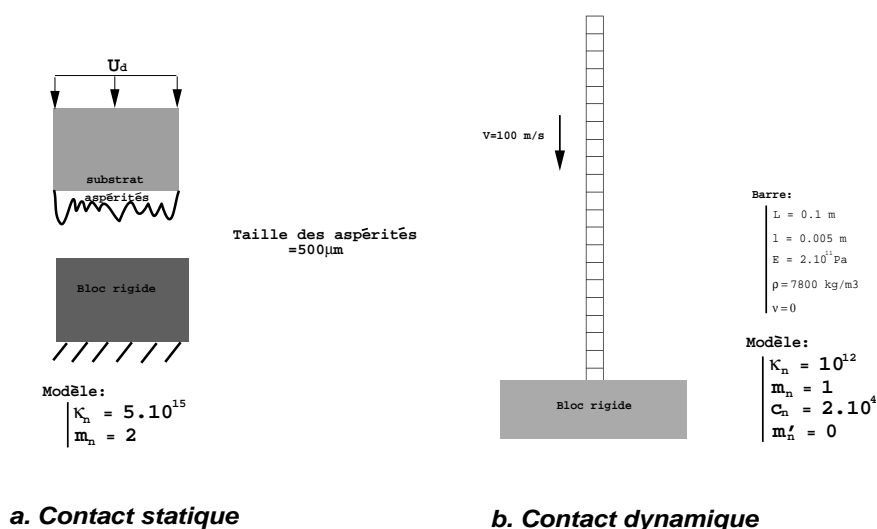 Ud
substrat
aspérités
Taille des aspérités
=500µm
Bloc rigide
Modèle:
κn = 5.10^15
mn = 2
a. Contact statique
V=100 m/s
Bloc rigide
Barre:
L = 0.1 m
l = 0.005 m
E = 2.10^11 Pa
ρ=7800 kg/m3
ν=0
Modèle:
κn = 10^12
mn = 1
cn = 2.10^4
m′n = 0
b. Contact dynamique